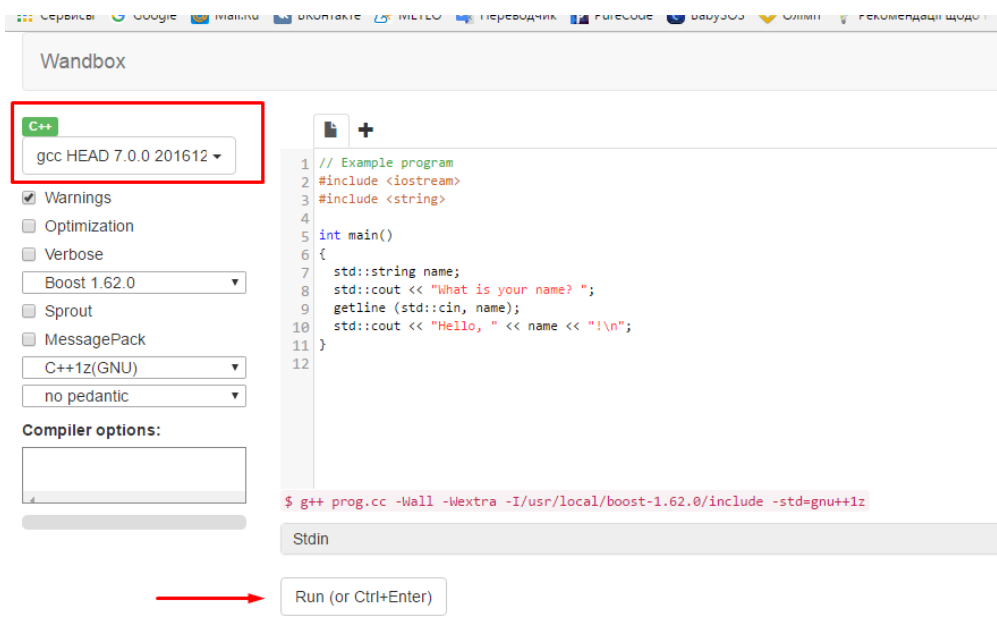 Сервисы Google Mail.Ru ВКонтакте METLO Переводчик PureCode BabySOS Олімп Рекомендації щодо
Wandbox
C++
gcc HEAD 7.0.0 201612
Warnings
Optimization
Verbose
Boost 1.62.0
Sprout
MessagePack
C++1z(GNU)
no pedantic
Compiler options:
1 // Example program
2 #include <iostream>
3 #include <string>
4
5 int main()
6 {
7 std::string name;
8 std::cout << "What is your name? ";
9 getline (std::cin, name);
10 std::cout << "Hello, " << name << "!\n";
11 }
12
$ g++ prog.cc -Wall -Wextra -I/usr/local/boost-1.62.0/include -std=gnu++1z
Stdin
Run (or Ctrl+Enter)